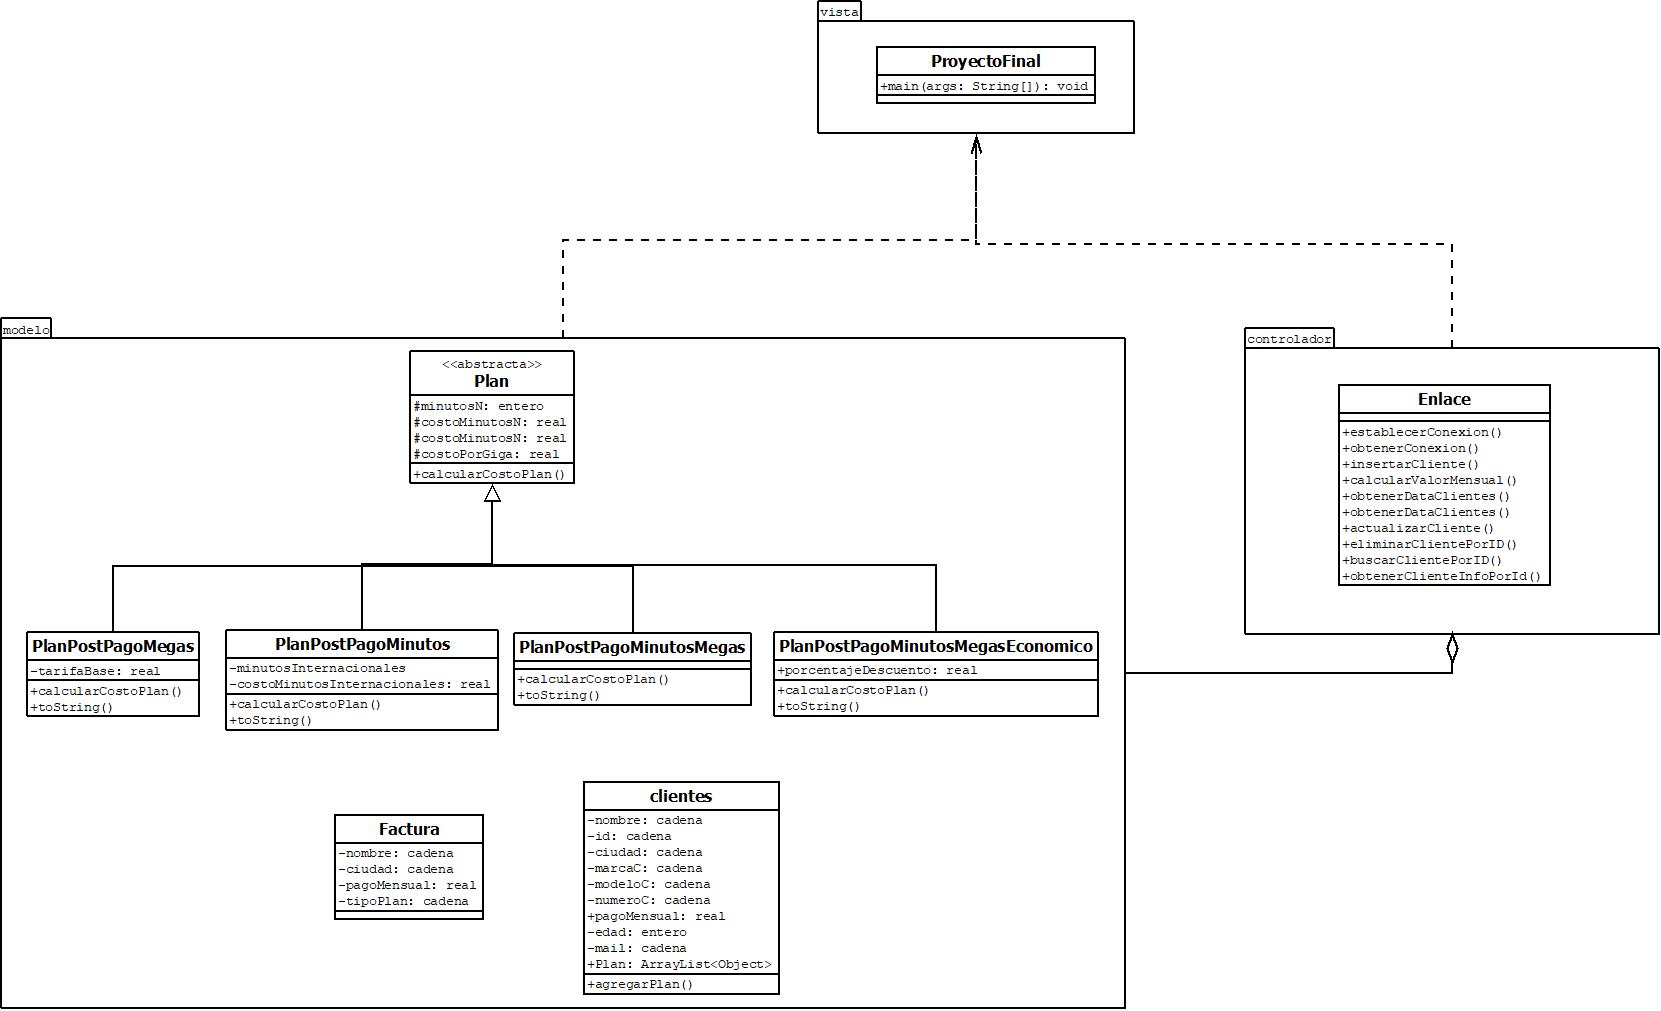 vista
ProyectoFinal
+main(args: String[]): void
modelo
<<abstracta>>
Plan
#minutosN: entero
#costoMinutosN: real
#costoMinutosN: real
#costoPorGiga: real
+calcularCostoPlan()
controlador
Enlace
+establecerConexion()
+obtenerConexion()
+insertarCliente()
+calcularValorMensual()
+obtenerDataClientes()
+obtenerDataClientes()
+actualizarCliente()
+eliminarClientePorID()
+buscarClientePorID()
+obtenerClienteInfoPorId()
PlanPostPagoMegas
-tarifaBase: real
+calcularCostoPlan()
+toString()
PlanPostPagoMinutos
-minutosInternacionales
-costoMinutosInternacionales: real
+calcularCostoPlan()
+toString()
PlanPostPagoMinutosMegas
+calcularCostoPlan()
+toString()
PlanPostPagoMinutosMegasEconomico
+porcentajeDescuento: real
+calcularCostoPlan()
+toString()
Factura
-nombre: cadena
-ciudad: cadena
-pagoMensual: real
-tipoPlan: cadena
clientes
-nombre: cadena
-id: cadena
-ciudad: cadena
-marcaC: cadena
-modeloC: cadena
-numeroC: cadena
+pagoMensual: real
-edad: entero
-mail: cadena
+Plan: ArrayList<Object>
+agregarPlan()